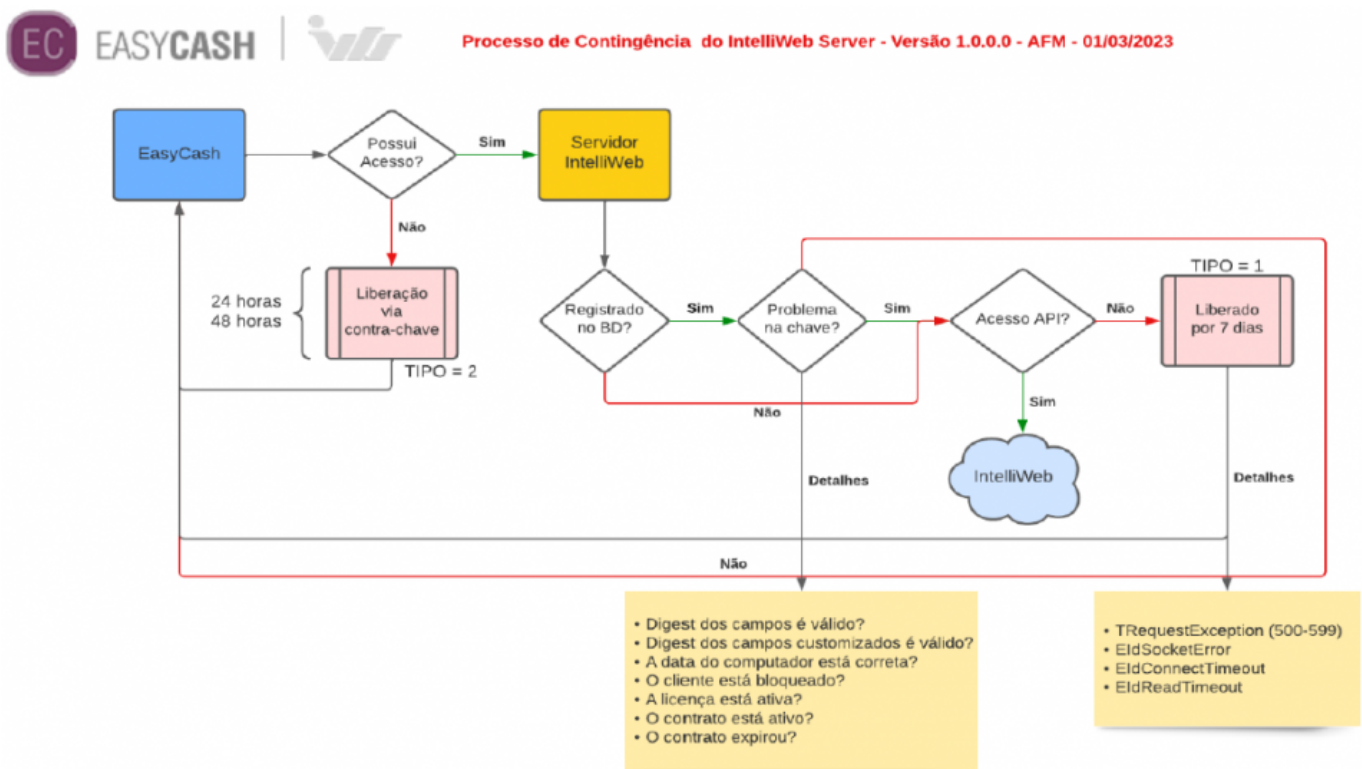 EC EASYCASH
Processo de Contingência do IntelliWeb Server - Versão 1.0.0.0 - AFM - 01/03/2023
EasyCash
Possui
Acesso?
Sim
Servidor
IntelliWeb
Não
24 horas
48 horas
Liberação
via
contra-chave
TIPO = 2
Registrado
no BD?
Sim
Problema
na chave?
Sim
Acesso API?
Não
TIPO = 1
Liberado
por 7 dias
Não
Sim
IntelliWeb
Detalhes
Detalhes
Não
• Digest dos campos é válido?
• Digest dos campos customizados é válido?
• A data do computador está correta?
• O cliente está bloqueado?
• A licença está ativa?
• O contrato está ativo?
• O contrato expirou?
• TRequestException (500-599)
• EIdSocketError
• EIdConnectTimeout
• EIdReadTimeout